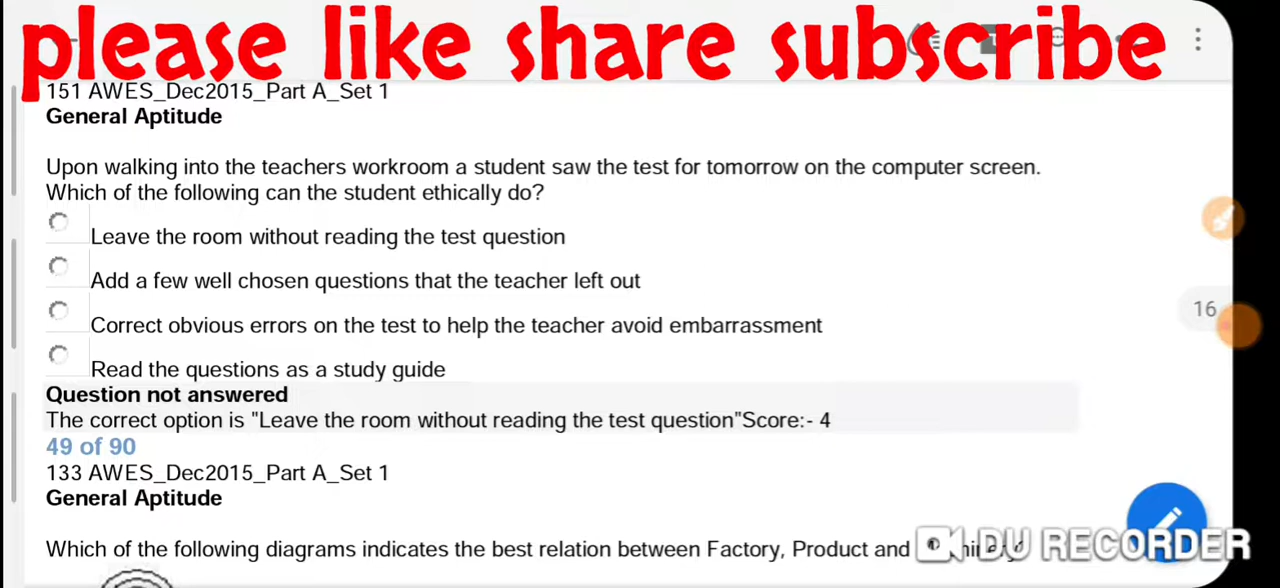 please like share subscribe
151 AWES_Dec2015_Part A_Set 1
General Aptitude
Upon walking into the teachers workroom a student saw the test for tomorrow on the computer screen.
Which of the following can the student ethically do?
Leave the room without reading the test question
Add a few well chosen questions that the teacher left out
16
Correct obvious errors on the test to help the teacher avoid embarrassment
Read the questions as a study guide
Question not answered
The correct option is "Leave the room without reading the test question"Score:- 4
49 of 90
133 AWES_Dec2015_Part A_Set 1
General Aptitude
Which of the following diagrams indicates the best relation between Factory, Product and
DU RECORDER